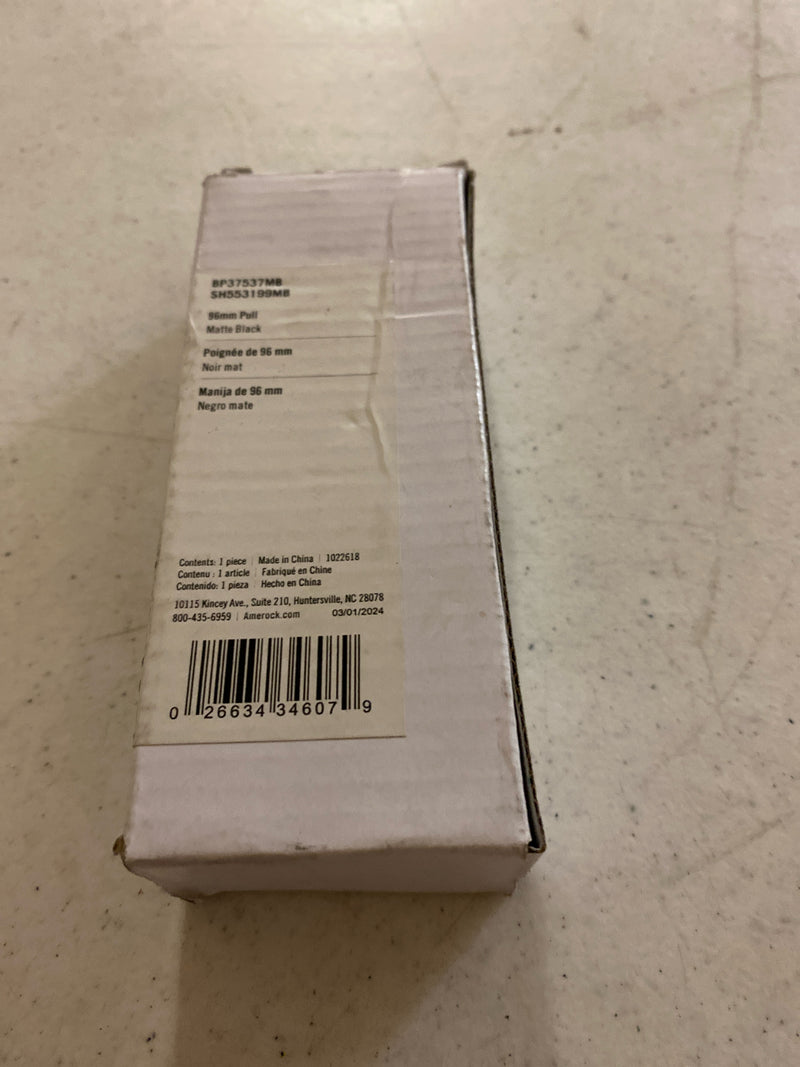 BP37537MB
SH553199MB
96mm Pull
Matte Black
Poignée de 96 mm
Noir mat
Manija de 96 mm
Negro mate
Contents: 1 piece | Made in China | 1022618
Contenu : 1 article | Fabriqué en Chine
Contenido: 1 pieza | Hecho en China
10115 Kincey Ave., Suite 210, Huntersville, NC 28078
800-435-6959 | Amerock.com 03/01/2024
0 26634 34607 9